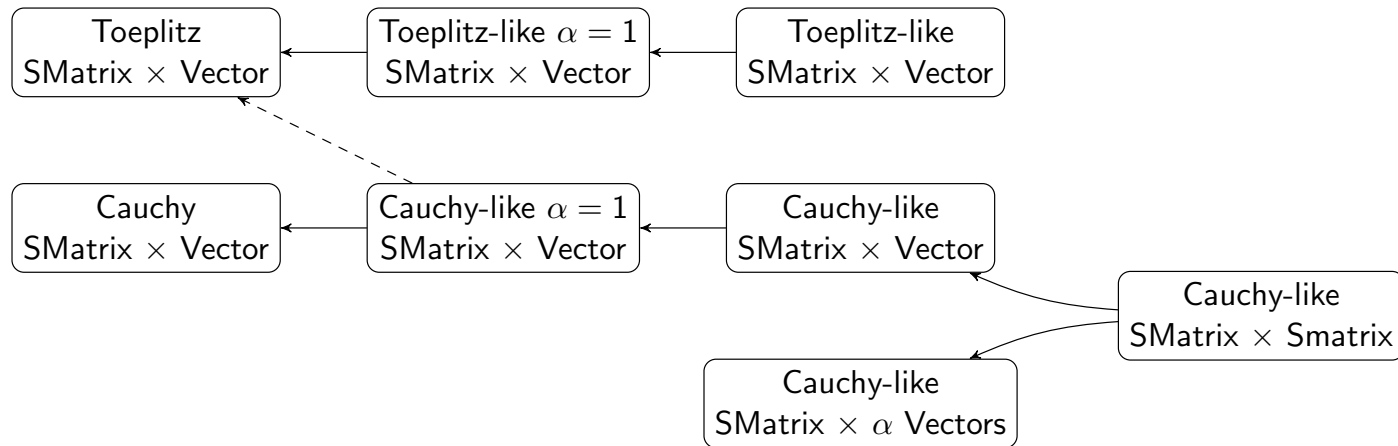 Toeplitz
SMatrix × Vector
Toeplitz-like α = 1
SMatrix × Vector
Toeplitz-like
SMatrix × Vector
Cauchy
SMatrix × Vector
Cauchy-like α = 1
SMatrix × Vector
Cauchy-like
SMatrix × Vector
Cauchy-like
SMatrix × Smatrix
Cauchy-like
SMatrix × α Vectors